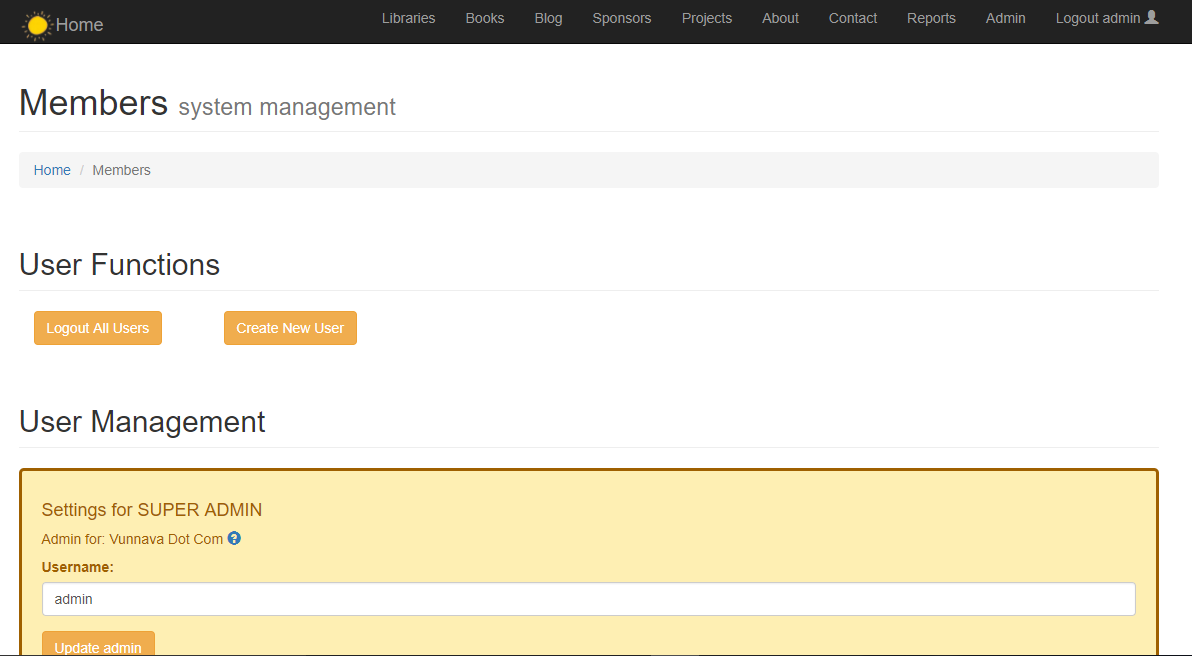 Home Libraries Books Blog Sponsors Projects About Contact Reports Admin Logout admin
Members system management
Home / Members
User Functions
Logout All Users Create New User
User Management
Settings for SUPER ADMIN
Admin for: Vunnava Dot Com ?
Username:
admin
Update admin